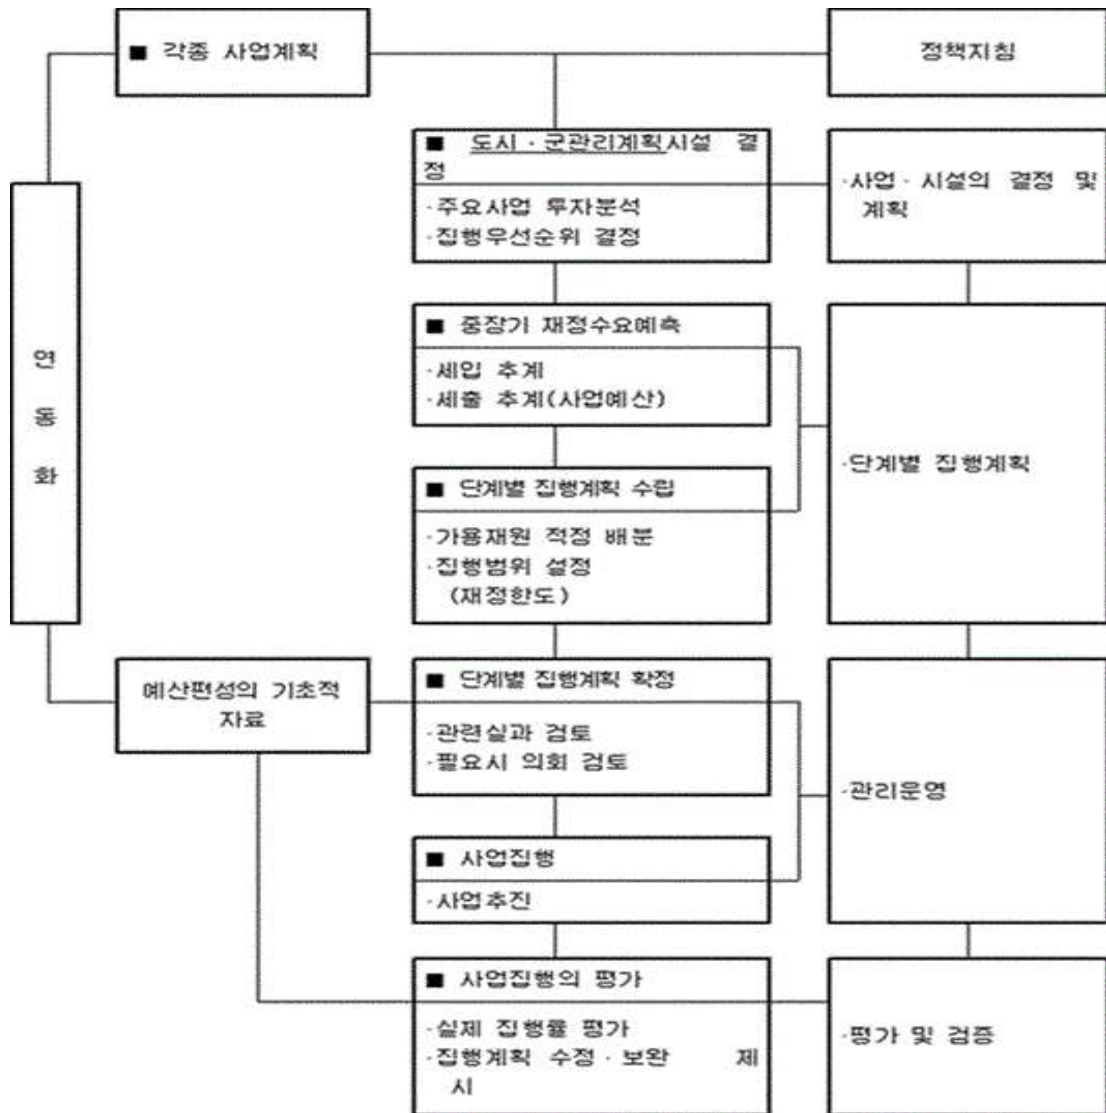 ■ 각종 사업계획
정책지침
■ 도시·군관리계획시설 결
정
·주요사업 투자분석
·집행우선순위 결정
·사업·시설의 결정 및
계획
연
동
화
■ 중장기 재정수요예측
·세입 추계
·세출 추계(사업예산)
■ 단계별 집행계획 수립
·가용재원 적정 배분
·집행범위 설정
(재정한도)
·단계별 집행계획
예산편성의 기초적
자료
■ 단계별 집행계획 확정
·관련실과 검토
·필요시 의회 검토
■ 사업집행
·사업추진
·관리운영
■ 사업집행의 평가
·실제 집행률 평가
·집행계획 수정·보완 제
시
·평가 및 검증